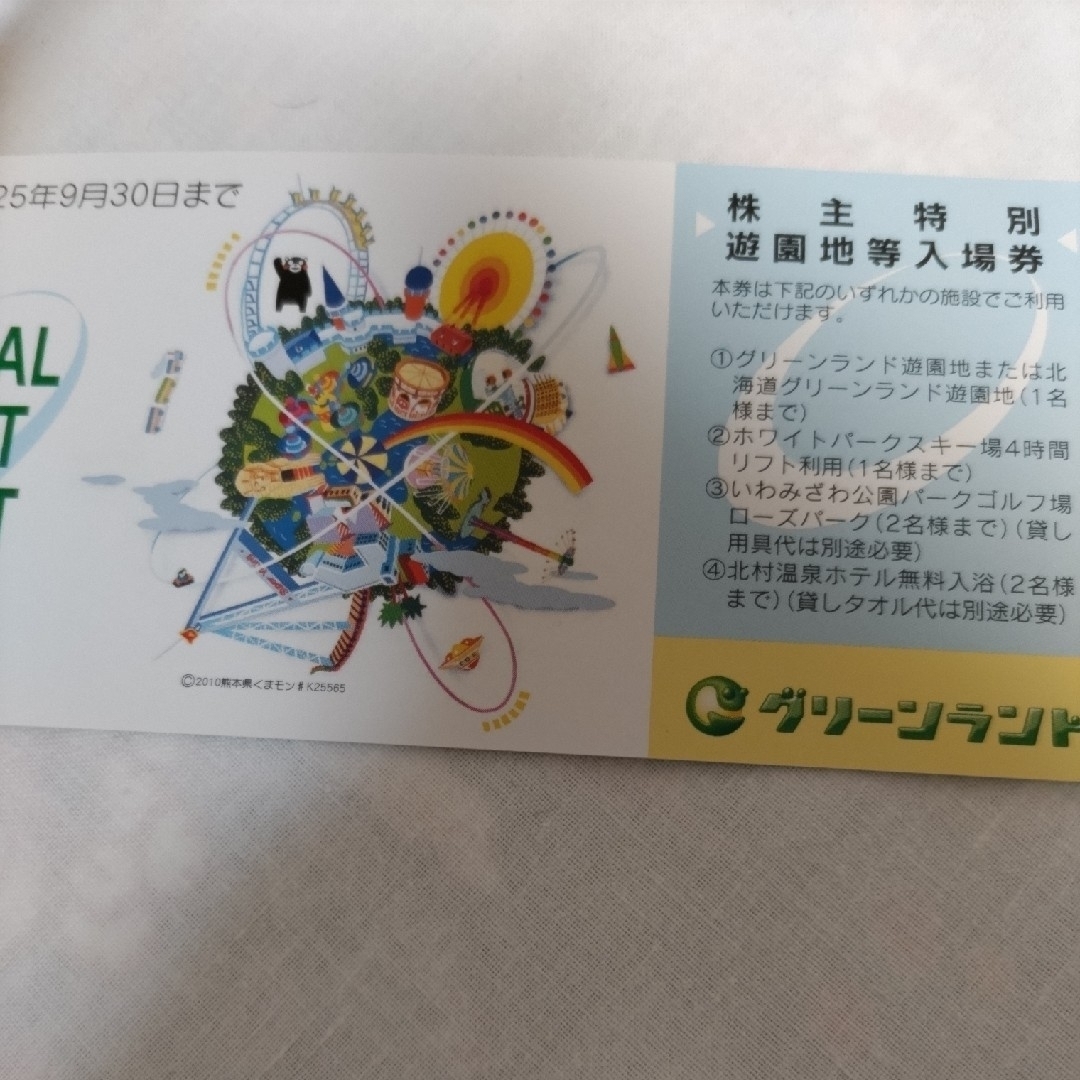 25年9月30日まで
AL
T
T
©2010熊本県くまモン#K25565
株主特別
遊園地等入場券
本券は下記のいずれかの施設でご利用
いただけます。
①グリーンランド遊園地または北
海道グリーンランド遊園地(1名
様まで)
②ホワイトパークスキー場4時間
リフト利用(1名様まで)
③いわみざわ公園パークゴルフ場
ローズパーク(2名様まで)(貸し
用具代は別途必要)
④北村温泉ホテル無料入浴(2名様
まで)(貸しタオル代は別途必要)
グリーンランド